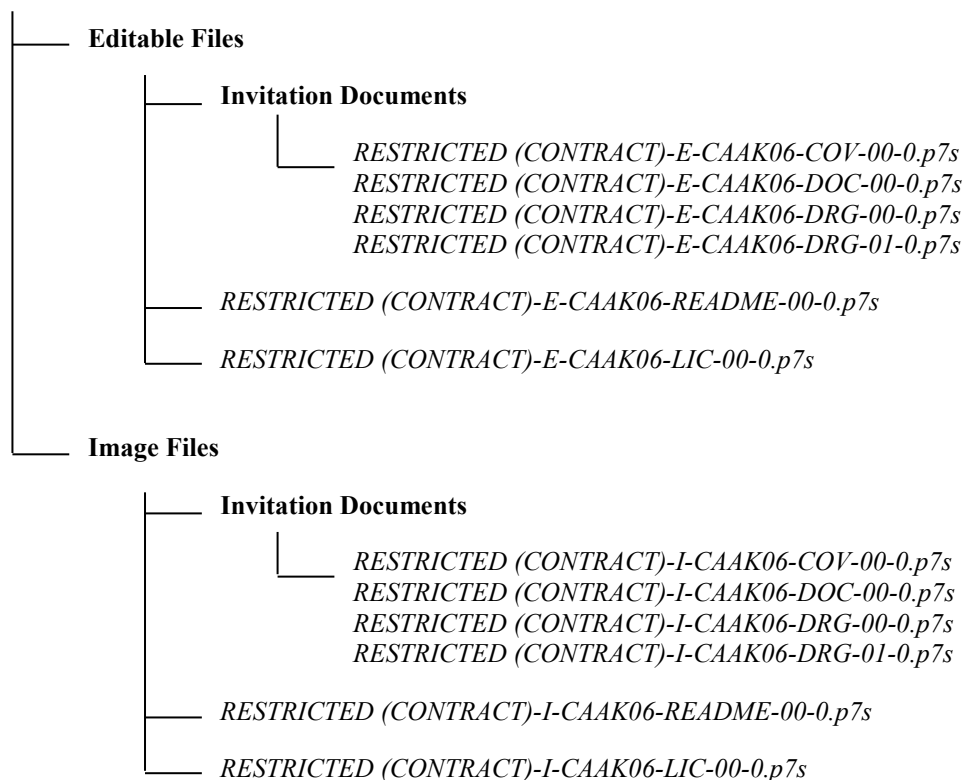 Editable Files
Invitation Documents
RESTRICTED (CONTRACT)-E-CAAK06-COV-00-0.p7s
RESTRICTED (CONTRACT)-E-CAAK06-DOC-00-0.p7s
RESTRICTED (CONTRACT)-E-CAAK06-DRG-00-0.p7s
RESTRICTED (CONTRACT)-E-CAAK06-DRG-01-0.p7s
RESTRICTED (CONTRACT)-E-CAAK06-README-00-0.p7s
RESTRICTED (CONTRACT)-E-CAAK06-LIC-00-0.p7s
Image Files
Invitation Documents
RESTRICTED (CONTRACT)-I-CAAK06-COV-00-0.p7s
RESTRICTED (CONTRACT)-I-CAAK06-DOC-00-0.p7s
RESTRICTED (CONTRACT)-I-CAAK06-DRG-00-0.p7s
RESTRICTED (CONTRACT)-I-CAAK06-DRG-01-0.p7s
RESTRICTED (CONTRACT)-I-CAAK06-README-00-0.p7s
RESTRICTED (CONTRACT)-I-CAAK06-LIC-00-0.p7s